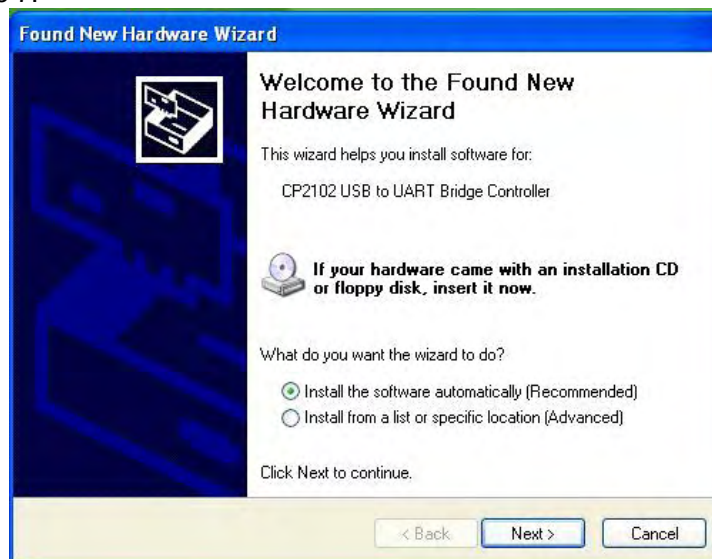 Found New Hardware Wizard
Welcome to the Found New
Hardware Wizard
This wizard helps you install software for:
CP2102 USB to UART Bridge Controller
If your hardware came with an installation CD
or floppy disk, insert it now.
What do you want the wizard to do?
Install the software automatically (Recommended)
Install from a list or specific location (Advanced)
Click Next to continue.
< Back Next > Cancel